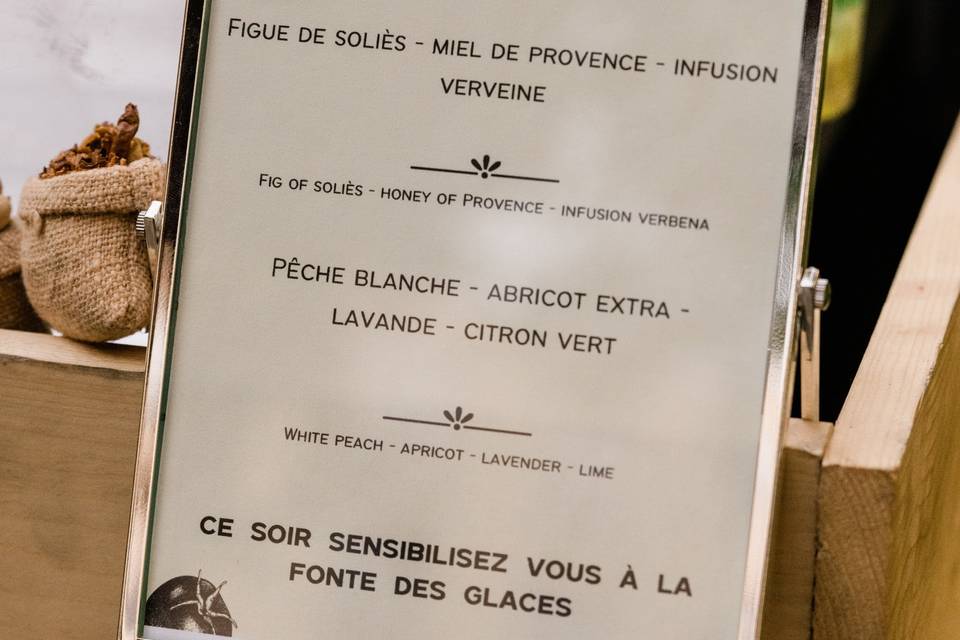 FIGUE DE SOLIÈS - MIEL DE PROVENCE - INFUSION
VERVEINE
FIG OF SOLIÈS - HONEY OF PROVENCE - INFUSION VERBENA
PÊCHE BLANCHE - ABRICOT EXTRA -
LAVANDE - CITRON VERT
WHITE PEACH - APRICOT - LAVENDER - LIME
CE SOIR SENSIBILISEZ VOUS À LA
FONTE DES GLACES